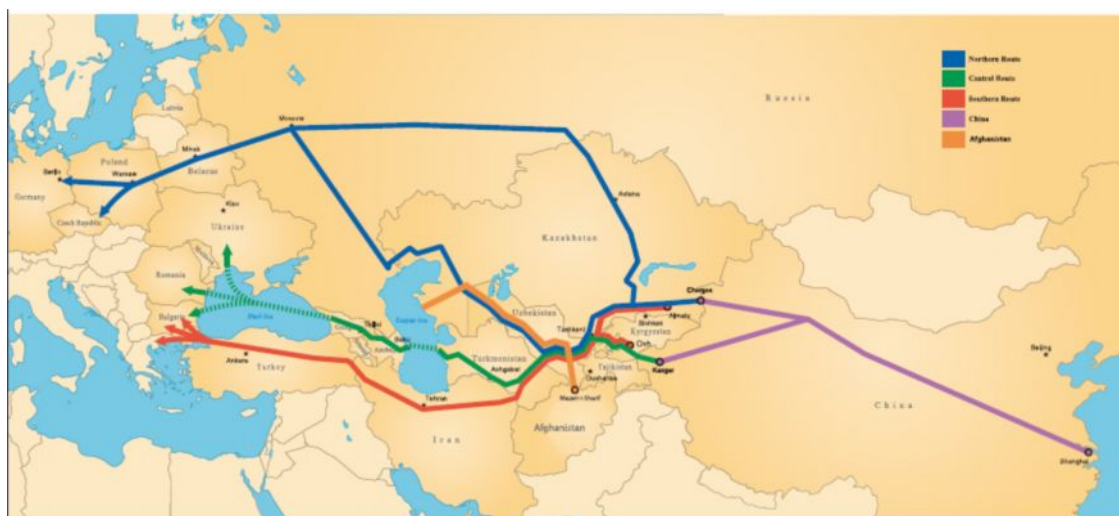 Northern Route
Central Route
Southern Route
China
Afghanistan
Russia
Latvia
Moscow
Minsk
Belarus
Poland
Warsaw
Berlin
Germany
Czech Republic
Kiev
Ukraine
Astana
Kazakhstan
Romania
Bulgaria
Black Sea
Caspian Sea
Tbilisi
Baku
Uzbekistan
Tashkent
Bishkek
Almaty
Kyrgyzstan
Osh
Kasgar
Turkmenistan
Ashgabat
Tajikistan
Dushanbe
Mazar-i-Sharif
Ankara
Turkey
Tehran
Iran
Afghanistan
Beijing
China
Shanghai